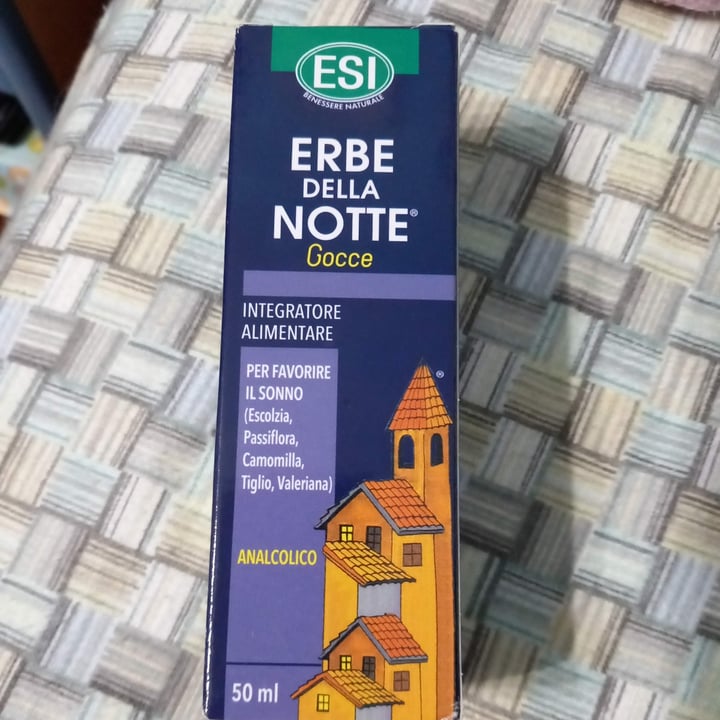 ESI
BENESSERE NATURALE
ERBE
DELLA
NOTTE®
Gocce
INTEGRATORE
ALIMENTARE
PER FAVORIRE
IL SONNO
(Escolzia,
Passiflora,
Camomilla,
Tiglio, Valeriana)
®
ANALCOLICO
50 ml